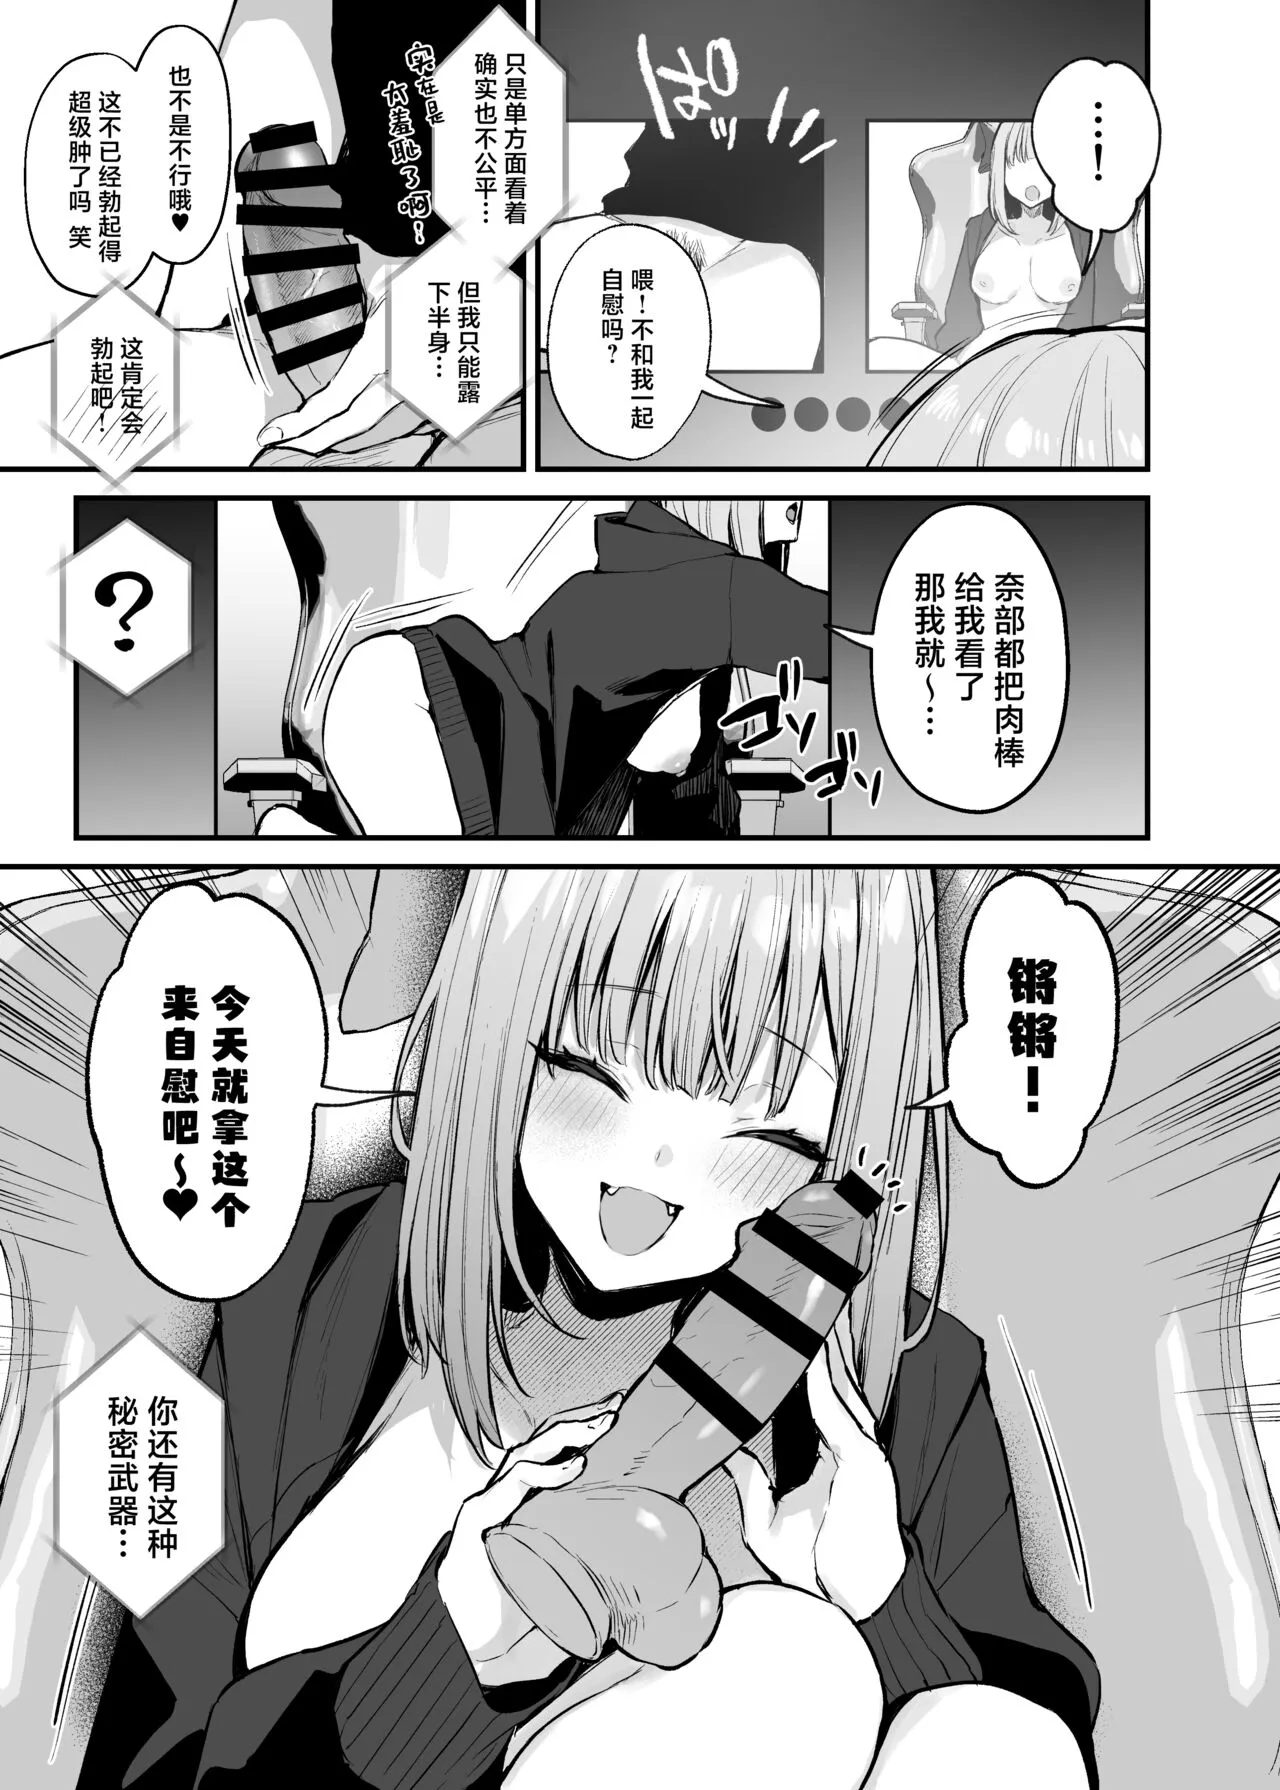 …！
ぱッ
喂！不和我一起
自慰吗？
只是单方面看着
确实也不公平…
但我只能露
下半身…
实在是
太羞耻了啊！
也不是不行哦♥
这不已经勃起得
超级肿了吗 笑
这肯定会
勃起吧！
奈部都把肉棒
给我看了
那我就～…
ゴソ
ゴソ
？
锵锵！
今天就拿这个
来自慰吧～♥
你还有这种
秘密武器…